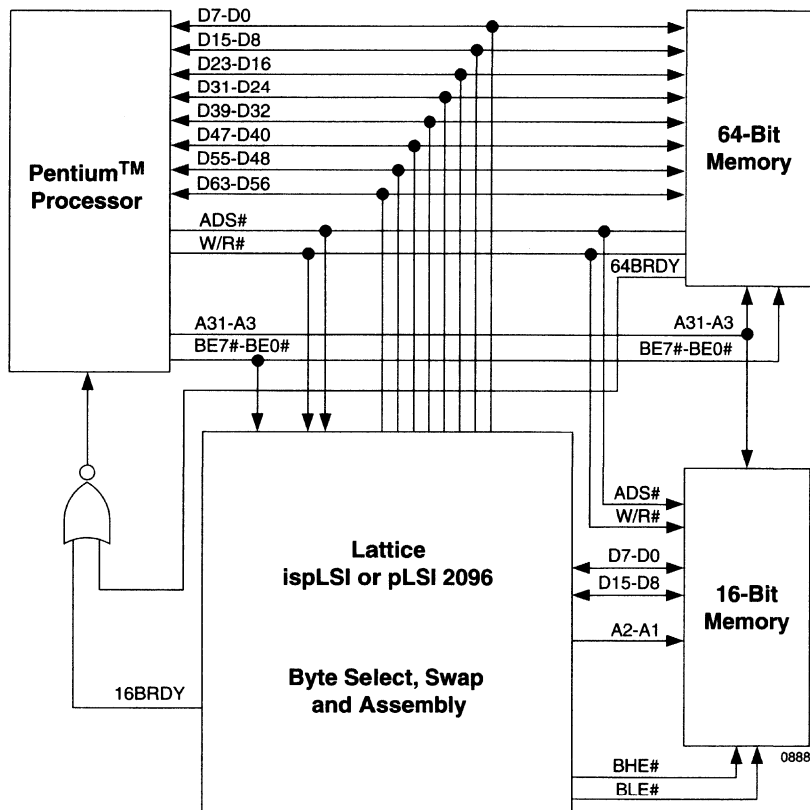 D7-D0
D15-D8
D23-D16
D31-D24
D39-D32
D47-D40
D55-D48
D63-D56
Pentium™
Processor
64-Bit
Memory
ADS#
W/R#
64BRDY
A31-A3
A31-A3
BE7#-BE0#
BE7#-BE0#
ADS#
W/R#
Lattice
ispLSI or pLSI 2096
D7-D0
D15-D8
16-Bit
Memory
A2-A1
Byte Select, Swap
and Assembly
16BRDY
0888
BHE#
BLE#